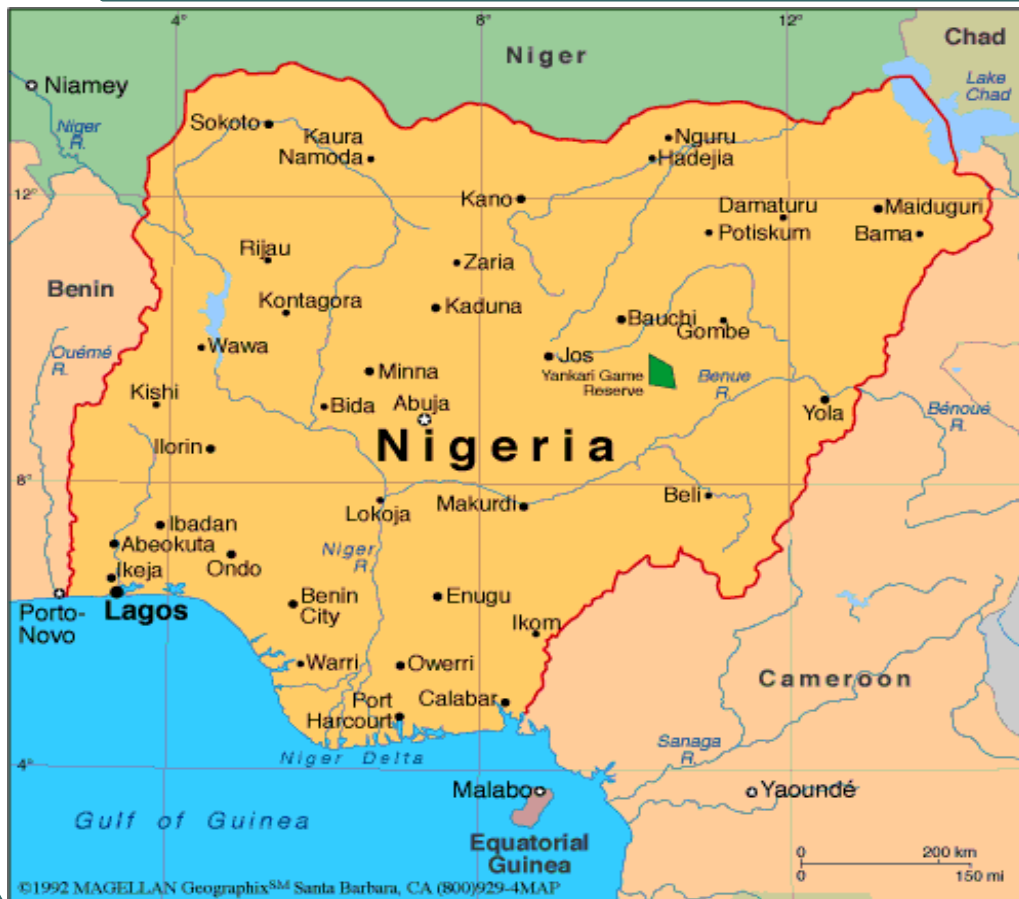 4°
8°
12°
Chad
Niger
Lake
Chad
Niamey
Niger
R.
Sokoto
Kaura
Namoda
Nguru
Hadejia
12°
Kano
Damaturu
Maiduguri
Potiskum
Bama
Rijau
Zaria
Benin
Kontagora
Kaduna
Bauchi
Gombe
Ouémé
R.
Wawa
Jos
Minna
Yankari Game
Reserve
Benue
R.
Kishi
Bida
Abuja
Yola
Bénoué
R.
Nigeria
Ilorin
8°
Lokoja
Makurdi
Beli
Ibadan
Abeokuta
Ondo
Niger
R.
Ikeja
Benin
City
Enugu
Porto-
Novo
Lagos
Ikom
Warri
Owerri
Cameroon
Port
Harcourt
Calabar
Sanaga
R.
4°
Niger Delta
Malabo
Yaoundé
Gulf of Guinea
Equatorial
Guinea
0 200 km
0 150 mi
©1992 MAGELLAN Geographix℠ Santa Barbara, CA (800)929-4MAP